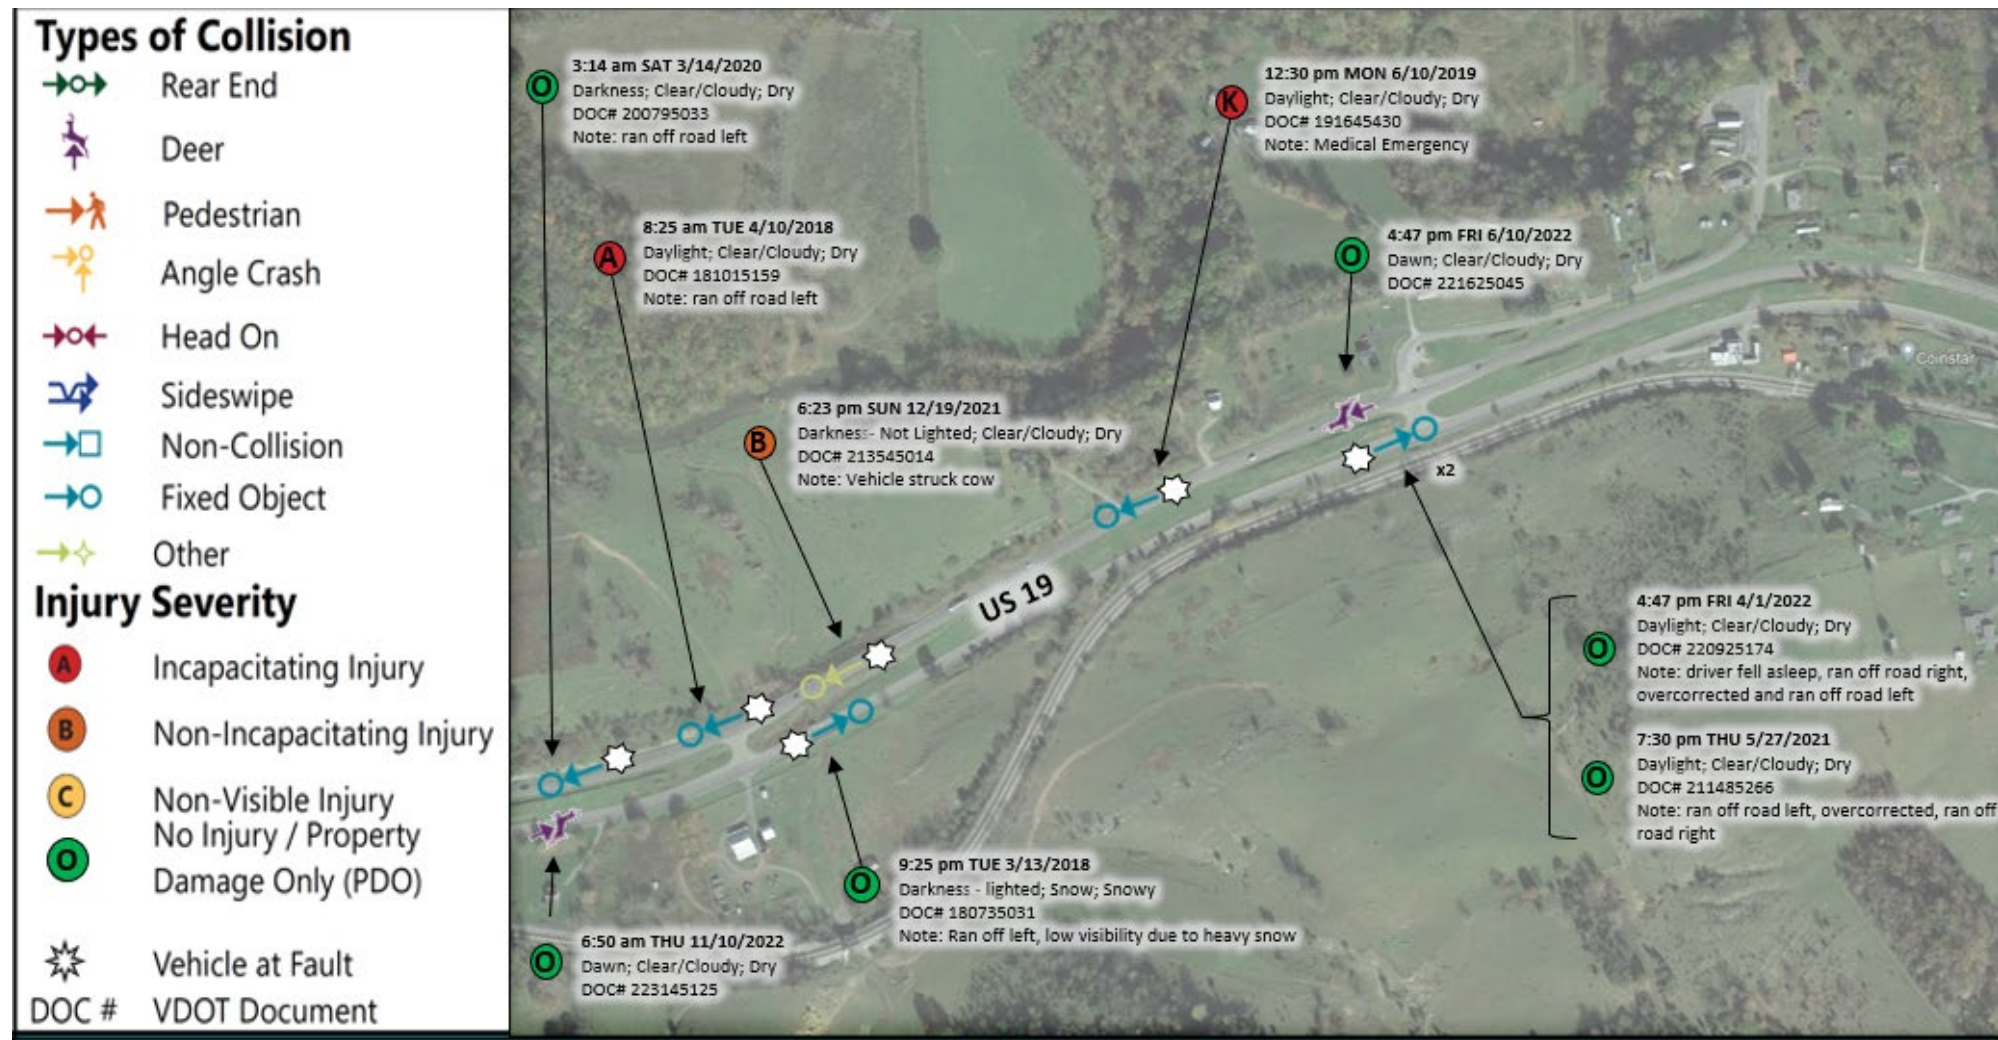 Types of Collision
Rear End
Deer
Pedestrian
Angle Crash
Head On
Sideswipe
Non-Collision
Fixed Object
Other
Injury Severity
A
Incapacitating Injury
B
Non-Incapacitating Injury
C
Non-Visible Injury
O
No Injury / Property
Damage Only (PDO)
Vehicle at Fault
DOC #
VDOT Document
O
3:14 am SAT 3/14/2020
Darkness; Clear/Cloudy; Dry
DOC# 200795033
Note: ran off road left
K
12:30 pm MON 6/10/2019
Daylight; Clear/Cloudy; Dry
DOC# 191645430
Note: Medical Emergency
A
8:25 am TUE 4/10/2018
Daylight; Clear/Cloudy; Dry
DOC# 181015159
Note: ran off road left
O
4:47 pm FRI 6/10/2022
Dawn; Clear/Cloudy; Dry
DOC# 221625045
Coinstar
B
6:23 pm SUN 12/19/2021
Darkness- Not Lighted; Clear/Cloudy; Dry
DOC# 213545014
Note: Vehicle struck cow
x2
US 19
O
4:47 pm FRI 4/1/2022
Daylight; Clear/Cloudy; Dry
DOC# 220925174
Note: driver fell asleep, ran off road right,
overcorrected and ran off road left
O
7:30 pm THU 5/27/2021
Daylight; Clear/Cloudy; Dry
DOC# 211485266
Note: ran off road left, overcorrected, ran off
road right
O
9:25 pm TUE 3/13/2018
Darkness - lighted; Snow; Snowy
DOC# 180735031
Note: Ran off left, low visibility due to heavy snow
O
6:50 am THU 11/10/2022
Dawn; Clear/Cloudy; Dry
DOC# 223145125